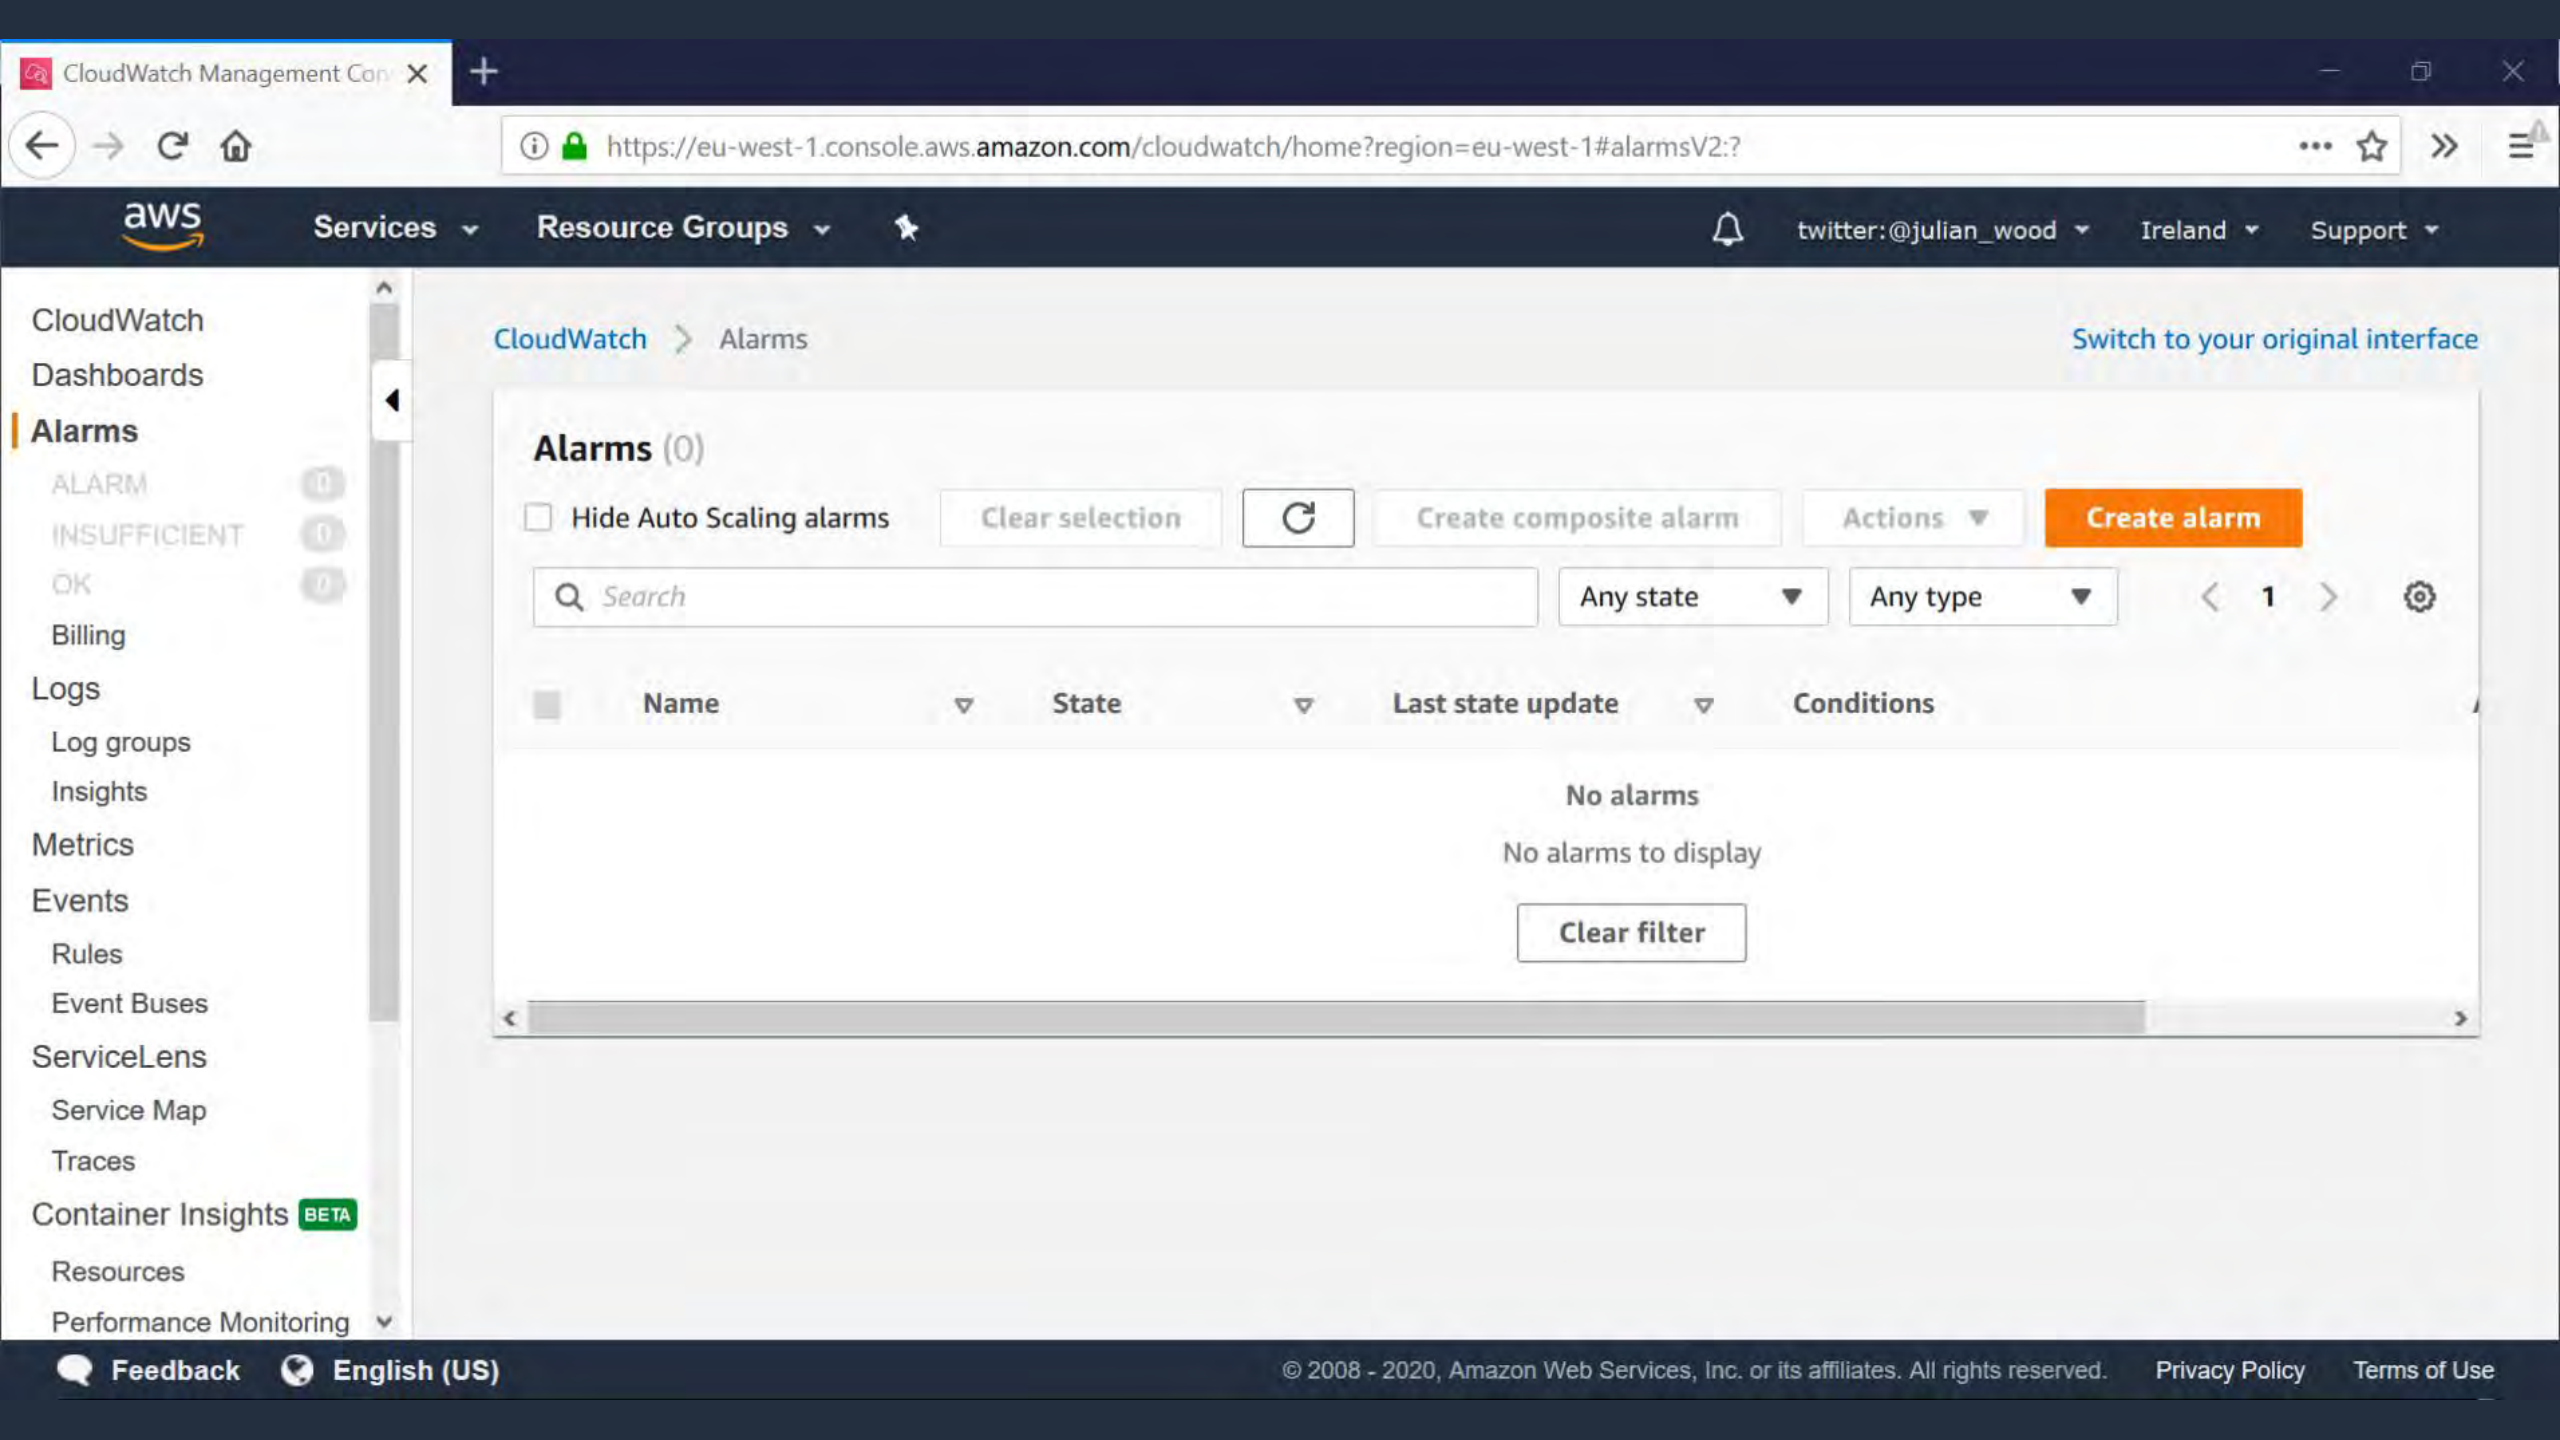 CloudWatch Management Con
https://eu-west-1.console.aws.amazon.com/cloudwatch/home?region=eu-west-1#alarmsV2:?
aws Services Resource Groups twitter:@julian_wood Ireland Support
CloudWatch
Dashboards
Alarms
ALARM 0
INSUFFICIENT 0
OK 0
Billing
Logs
Log groups
Insights
Metrics
Events
Rules
Event Buses
ServiceLens
Service Map
Traces
Container Insights BETA
Resources
Performance Monitoring
CloudWatch Alarms Switch to your original interface
Alarms (0)
Hide Auto Scaling alarms Clear selection Create composite alarm Actions Create alarm
Search Any state Any type 1
Name State Last state update Conditions
No alarms
No alarms to display
Clear filter
Feedback English (US) © 2008 - 2020, Amazon Web Services, Inc. or its affiliates. All rights reserved. Privacy Policy Terms of Use